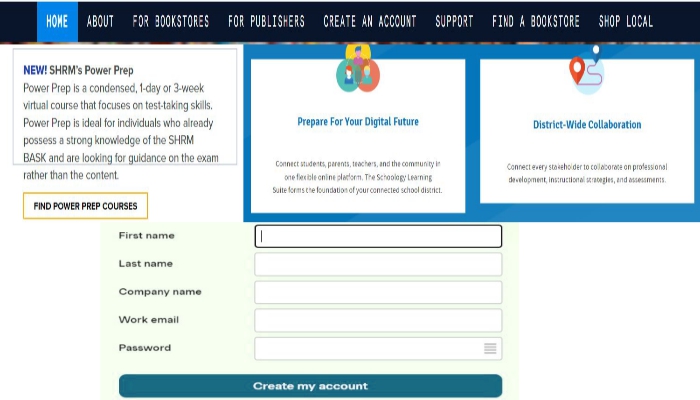 HOME ABOUT FOR BOOKSTORES FOR PUBLISHERS CREATE AN ACCOUNT SUPPORT FIND A BOOKSTORE SHOP LOCAL
NEW! SHRM's Power Prep
Power Prep is a condensed, 1-day or 3-week
virtual course that focuses on test-taking skills.
Power Prep is ideal for individuals who already
possess a strong knowledge of the SHRM
BASK and are looking for guidance on the exam
rather than the content.
FIND POWER PREP COURSES
Prepare For Your Digital Future
Connect students, parents, teachers, and the community in
one flexible online platform. The Schoology Learning
Suite forms the foundation of your connected school district.
District-Wide Collaboration
Connect every stakeholder to collaborate on professional
development, instructional strategies, and assessments.
First name
Last name
Company name
Work email
Password
Create my account